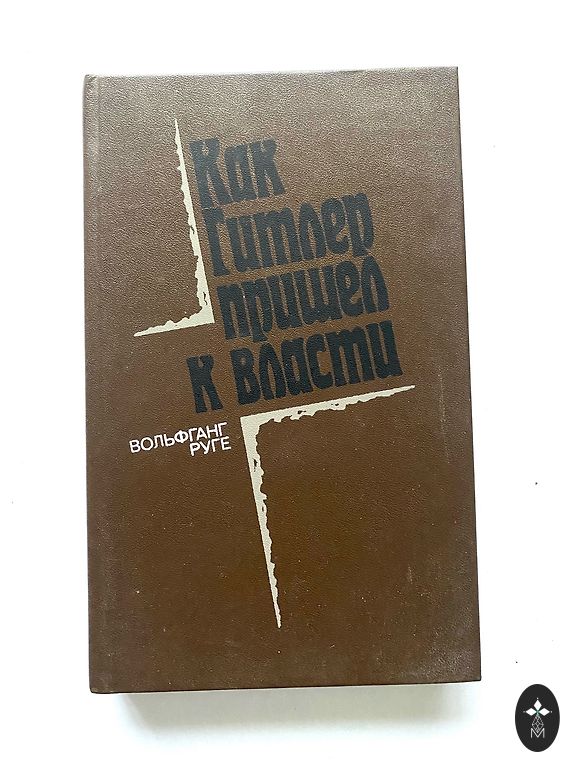 Как
Гитлер
пришел
к власти
ВОЛЬФГАНГ
РУГЕ
М